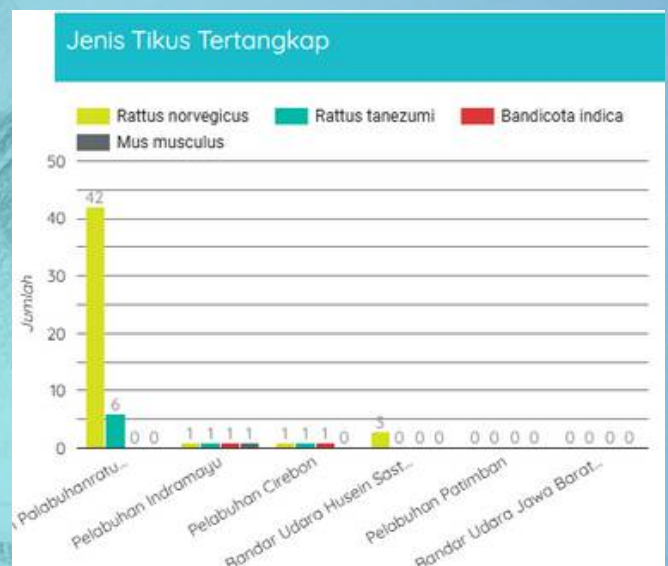 Jenis Tikus Tertangkap
Rattus norvegicus Rattus tanezumi Bandicota indica
Mus musculus
50
40
30
20
10
0
Jumlah
42 6 0 0 1 1 1 1 1 1 1 0 3 0 0 0 0 0 0 0 0 0 0 0
Palabuhanratu...
Pelabuhan Indramayu
Pelabuhan Cirebon
Bandar Udara Husein Sast...
Pelabuhan Patimban
Bandar Udara Jawa Barat...